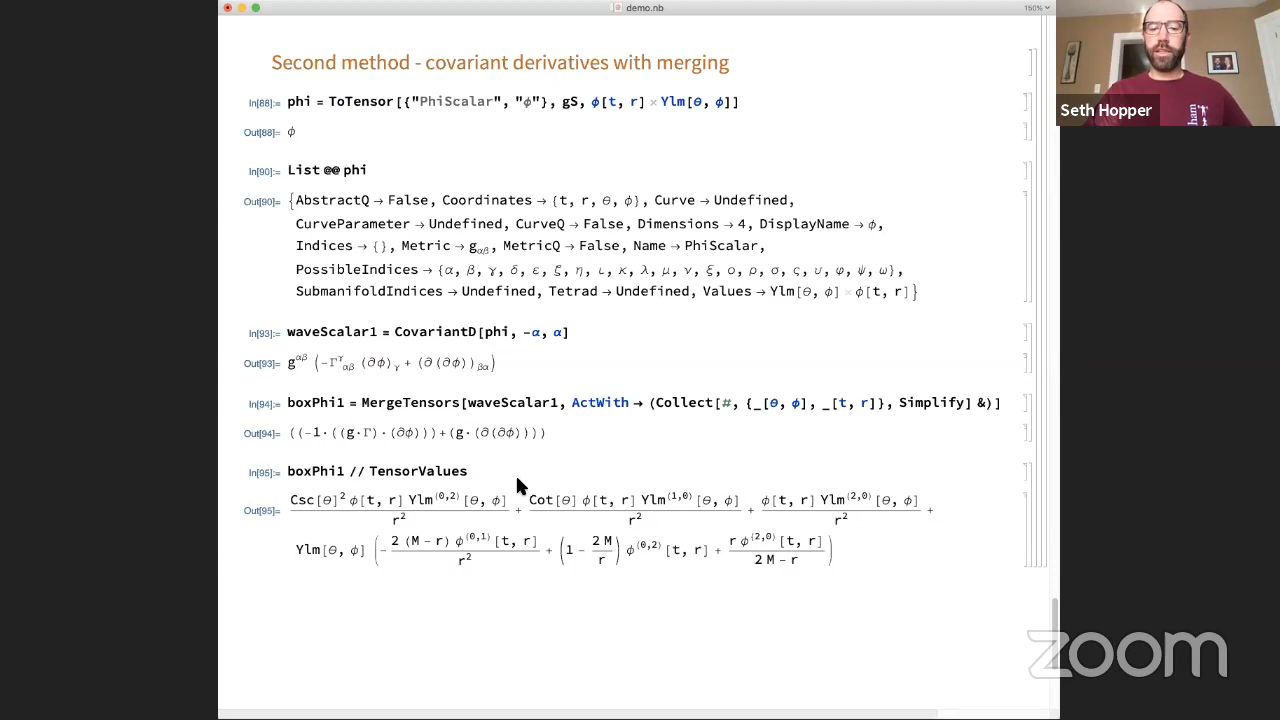 demo.nb
150%
Second method - covariant derivatives with merging
In[88]:= phi = ToTensor[{"PhiScalar", "ϕ"}, gS, ϕ[t, r] × Ylm[θ, ϕ]]
Out[88]= ϕ
In[90]:= List @@ phi
Out[90]= {AbstractQ → False, Coordinates → {t, r, θ, ϕ}, Curve → Undefined,
CurveParameter → Undefined, CurveQ → False, Dimensions → 4, DisplayName → ϕ,
Indices → {}, Metric → g_αβ, MetricQ → False, Name → PhiScalar,
PossibleIndices → {α, β, γ, δ, ε, ζ, η, ι, κ, λ, μ, ν, ξ, ο, ρ, σ, ς, υ, φ, ψ, ω},
SubmanifoldIndices → Undefined, Tetrad → Undefined, Values → Ylm[θ, ϕ] × ϕ[t, r]}
In[93]:= waveScalar1 = CovariantD[phi, -α, α]
Out[93]= g^αβ (-Γ^γ_αβ (∂ϕ)_γ + (∂(∂ϕ))_βα)
In[94]:= boxPhi1 = MergeTensors[waveScalar1, ActWith → (Collect[#, {_[θ, ϕ], _[t, r]}, Simplify] &)]
Out[94]= ((-1·((g·Γ)·(∂ϕ)))+(g·(∂(∂ϕ))))
In[95]:= boxPhi1 // TensorValues
Out[95]= Csc[θ]^2 ϕ[t, r] Ylm^(0,2)[θ, ϕ] / r^2 + Cot[θ] ϕ[t, r] Ylm^(1,0)[θ, ϕ] / r^2 + ϕ[t, r] Ylm^(2,0)[θ, ϕ] / r^2 +
Ylm[θ, ϕ] (- 2 (M - r) ϕ^(0,1)[t, r] / r^2 + (1 - 2 M / r) ϕ^(0,2)[t, r] + r ϕ^(2,0)[t, r] / 2 M - r)
Seth Hopper
zoom